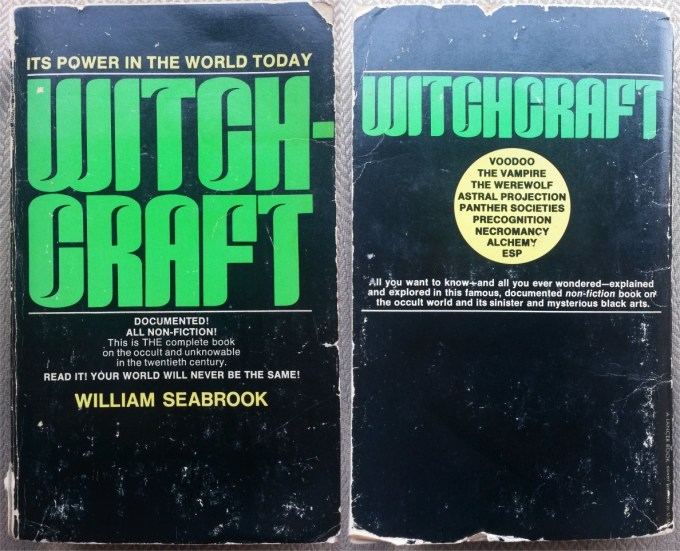 ITS POWER IN THE WORLD TODAY
WITCH-
CRAFT
DOCUMENTED!
ALL NON-FICTION!
This is THE complete book
on the occult and unknowable
in the twentieth century.
READ IT! YOUR WORLD WILL NEVER BE THE SAME!
WILLIAM SEABROOK
WITCHCRAFT
VOODOO
THE VAMPIRE
THE WEREWOLF
ASTRAL PROJECTION
PANTHER SOCIETIES
PRECOGNITION
NECROMANCY
ALCHEMY
ESP
All you want to know—and all you ever wondered—explained
and explored in this famous, documented non-fiction book on
the occult world and its sinister and mysterious black arts.
A LANCER BOOK